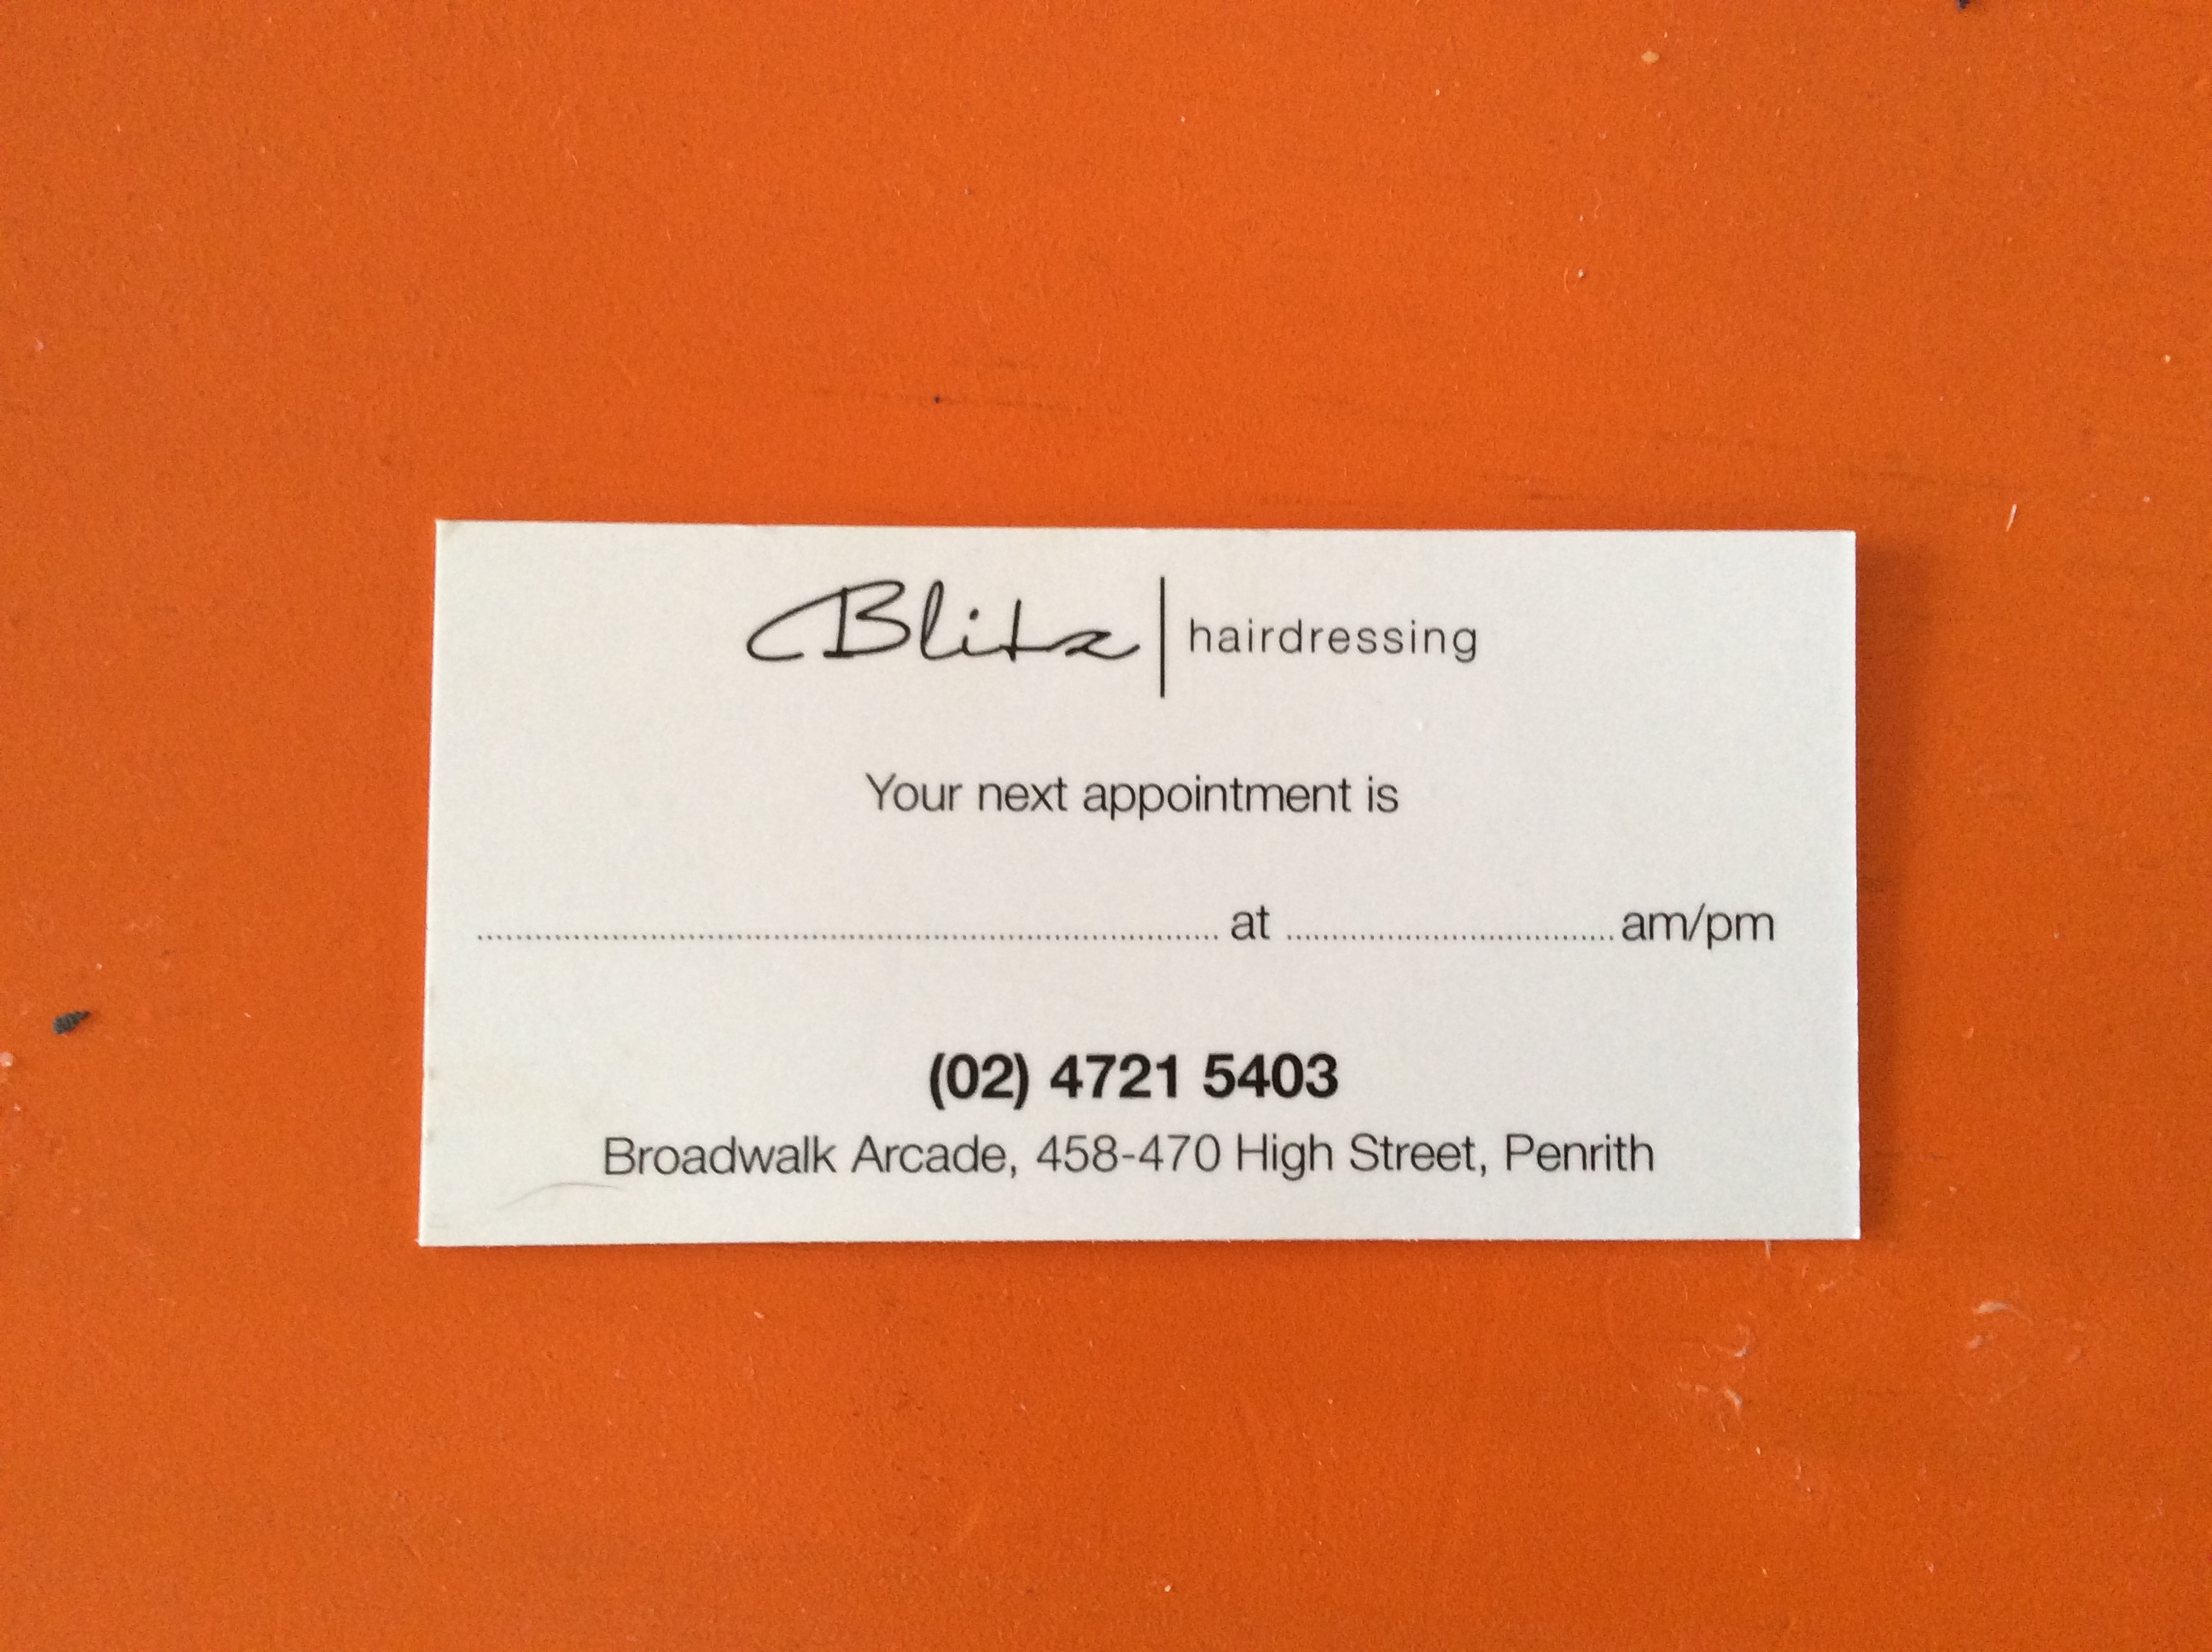 Blitz | hairdressing
Your next appointment is
........................................................................ at ................................am/pm
(02) 4721 5403
Broadwalk Arcade, 458-470 High Street, Penrith